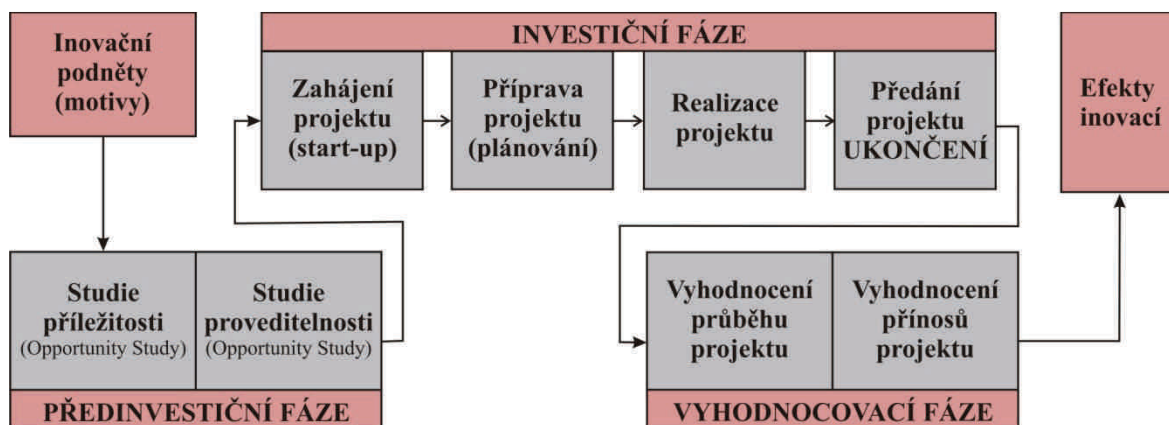 Inovační
podněty
(motivy)
INVESTIČNÍ FÁZE
Zahájení
projektu
(start-up)
Příprava
projektu
(plánování)
Realizace
projektu
Předání
projektu
UKONČENÍ
Efekty
inovací
Studie
příležitosti
(Opportunity Study)
Studie
proveditelnosti
(Opportunity Study)
PŘEDINVESTIČNÍ FÁZE
Vyhodnocení
průběhu
projektu
Vyhodnocení
přínosů
projektu
VYHODNOCOVACÍ FÁZE